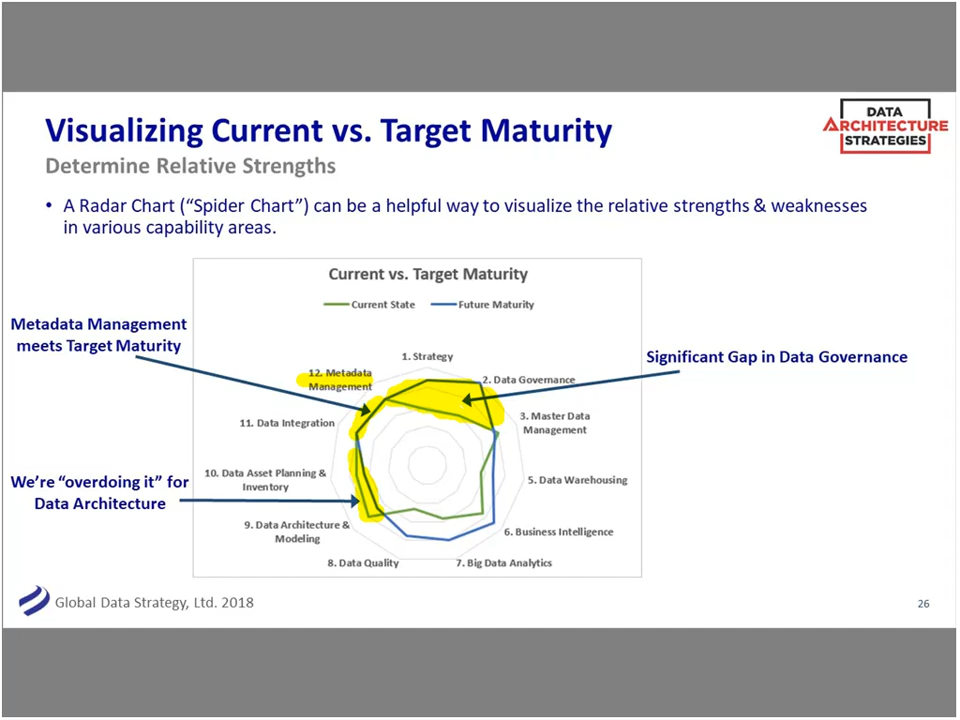 Visualizing Current vs. Target Maturity
Determine Relative Strengths
DATA
ARCHITECTURE
STRATEGIES
• A Radar Chart (“Spider Chart”) can be a helpful way to visualize the relative strengths & weaknesses
in various capability areas.
Current vs. Target Maturity
Current State
Future Maturity
Metadata Management
meets Target Maturity
Significant Gap in Data Governance
We’re “overdoing it” for
Data Architecture
1. Strategy
2. Data Governance
3. Master Data
Management
5. Data Warehousing
6. Business Intelligence
7. Big Data Analytics
8. Data Quality
9. Data Architecture &
Modeling
10. Data Asset Planning &
Inventory
11. Data Integration
12. Metadata
Management
Global Data Strategy, Ltd. 2018
26